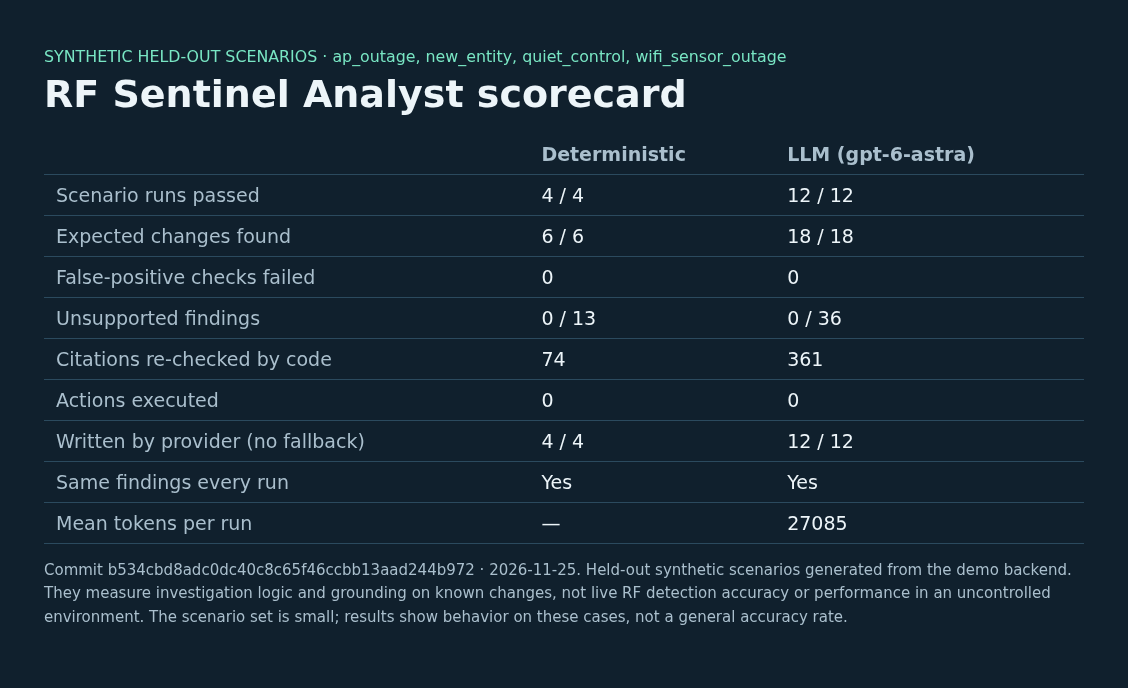 SYNTHETIC HELD-OUT SCENARIOS · ap_outage, new_entity, quiet_control, wifi_sensor_outage
RF Sentinel Analyst scorecard
Deterministic LLM (gpt-6-astra)
Scenario runs passed 4 / 4 12 / 12
Expected changes found 6 / 6 18 / 18
False-positive checks failed 0 0
Unsupported findings 0 / 13 0 / 36
Citations re-checked by code 74 361
Actions executed 0 0
Written by provider (no fallback) 4 / 4 12 / 12
Same findings every run Yes Yes
Mean tokens per run — 27085
Commit b534cbd8adc0dc40c8c65f46ccbb13aad244b972 · 2026-11-25. Held-out synthetic scenarios generated from the demo backend.
They measure investigation logic and grounding on known changes, not live RF detection accuracy or performance in an uncontrolled
environment. The scenario set is small; results show behavior on these cases, not a general accuracy rate.